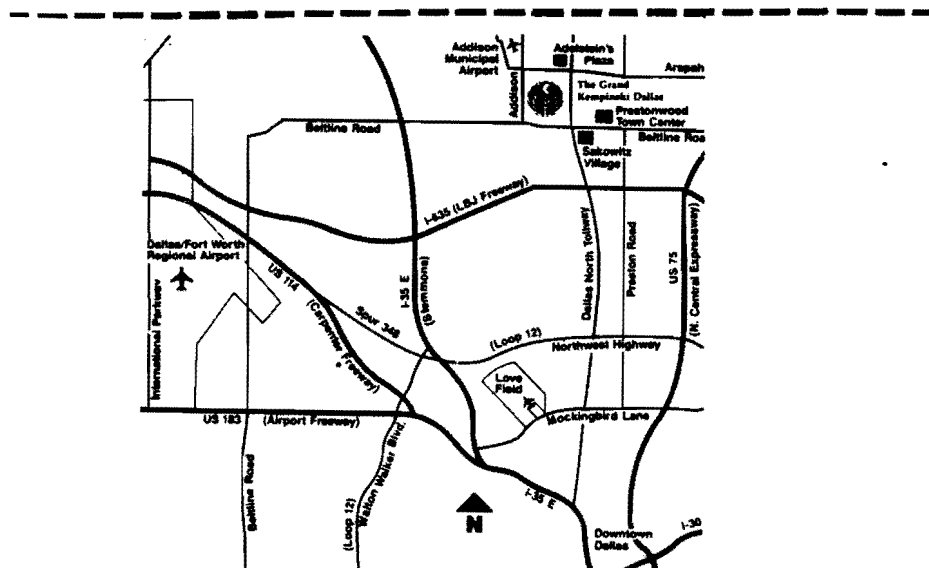 Addison
Municipal
Airport
Adelstein's
Plaza
Arapah
Addison
The Grand
Kempinski Dallas
Prestonwood
Town Center
Beltline Road
Beltline Roa
Sakowitz
Village
I-635 (LBJ Freeway)
Dallas/Fort Worth
Regional Airport
US 114
(Carpenter Freeway)
Spur 348
I-35 E
(Stemmons)
Dallas North Tollway
Preston Road
US 75
(N. Central Expressway)
International Parkway
(Loop 12)
Northwest Highway
Love
Field
Mockingbird Lane
US 183 (Airport Freeway)
Beltline Road
(Loop 12)
Walton Walker Blvd.
I-35 E
N
Downtown
Dallas
I-30